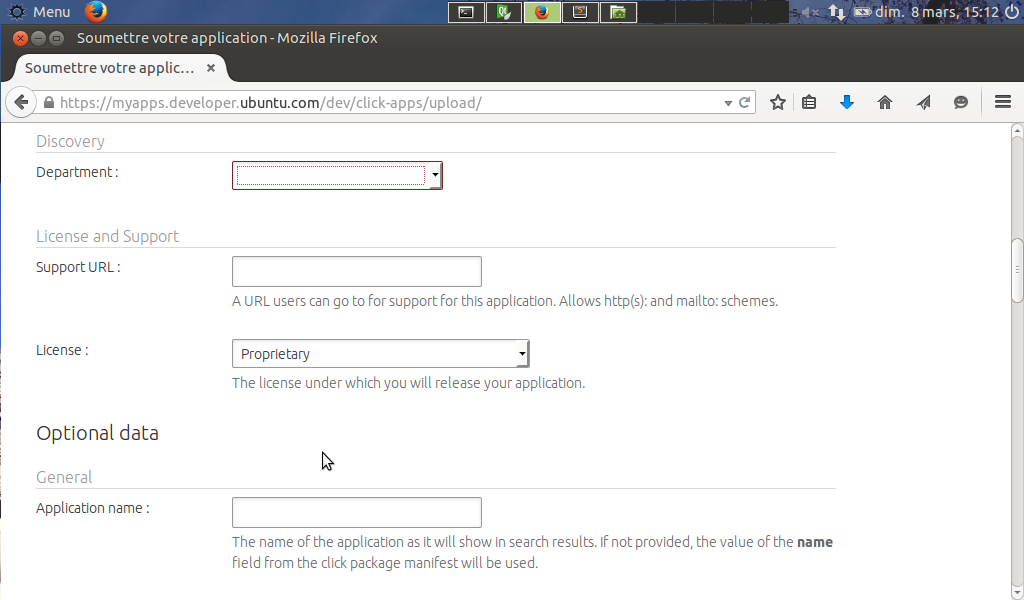 Menu
dim. 8 mars, 15:12
Soumettre votre application - Mozilla Firefox
Soumettre votre applic... ×
https://myapps.developer.ubuntu.com/dev/click-apps/upload/
Discovery
Department :
License and Support
Support URL :
A URL users can go to for support for this application. Allows http(s): and mailto: schemes.
License :
Proprietary
The license under which you will release your application.
Optional data
General
Application name :
The name of the application as it will show in search results. If not provided, the value of the name
field from the click package manifest will be used.